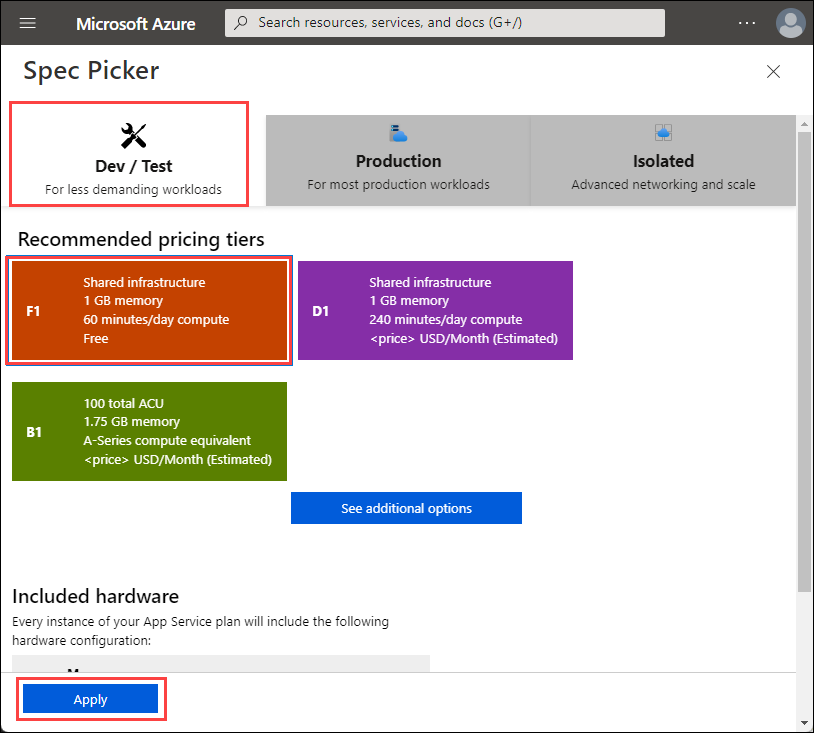 Microsoft Azure
Search resources, services, and docs (G+/)
Spec Picker
Dev / Test
For less demanding workloads
Production
For most production workloads
Isolated
Advanced networking and scale
Recommended pricing tiers
F1
Shared infrastructure
1 GB memory
60 minutes/day compute
Free
D1
Shared infrastructure
1 GB memory
240 minutes/day compute
<price> USD/Month (Estimated)
B1
100 total ACU
1.75 GB memory
A-Series compute equivalent
<price> USD/Month (Estimated)
See additional options
Included hardware
Every instance of your App Service plan will include the following
hardware configuration:
Apply